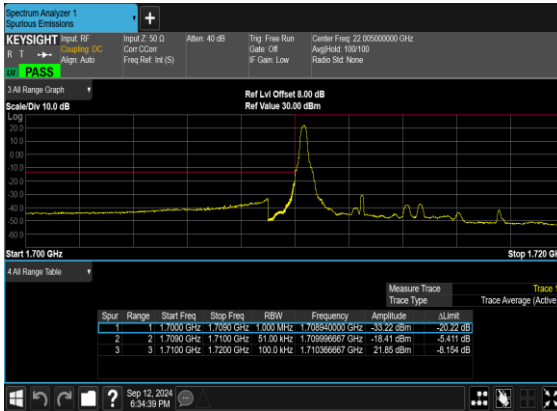 Spectrum Analyzer 1
Spurious Emissions
+
KEYSIGHT Input: RF Input Z: 50 Ω Atten: 40 dB Trig: Free Run Center Freq: 22.005000000 GHz
R T Coupling: DC Corr CCorr Gate: Off Avg|Hold: 100/100
Align: Auto Freq Ref: Int (S) IF Gain: Low Radio Std: None
PASS
3 All Range Graph
Ref Lvl Offset 8.00 dB
Scale/Div 10.0 dB Ref Value 30.00 dBm
Log
20.0
10.0
0.00
-10.0
-20.0
-30.0
-40.0
-50.0
-60.0
Start 1.700 GHz Stop 1.720 GH
4 All Range Table
Measure Trace Trace 1
Trace Type Trace Average (Active
Spur Range Start Freq Stop Freq RBW Frequency Amplitude ΔLimit
1 1 1.7000 GHz 1.7090 GHz 1.000 MHz 1.708940000 GHz -33.22 dBm -20.22 dB
2 2 1.7090 GHz 1.7100 GHz 51.00 kHz 1.709996667 GHz -18.41 dBm -5.411 dB
3 3 1.7100 GHz 1.7200 GHz 100.0 kHz 1.710366667 GHz 21.85 dBm -8.154 dB
?
Sep 12, 2024
6:34:39 PM